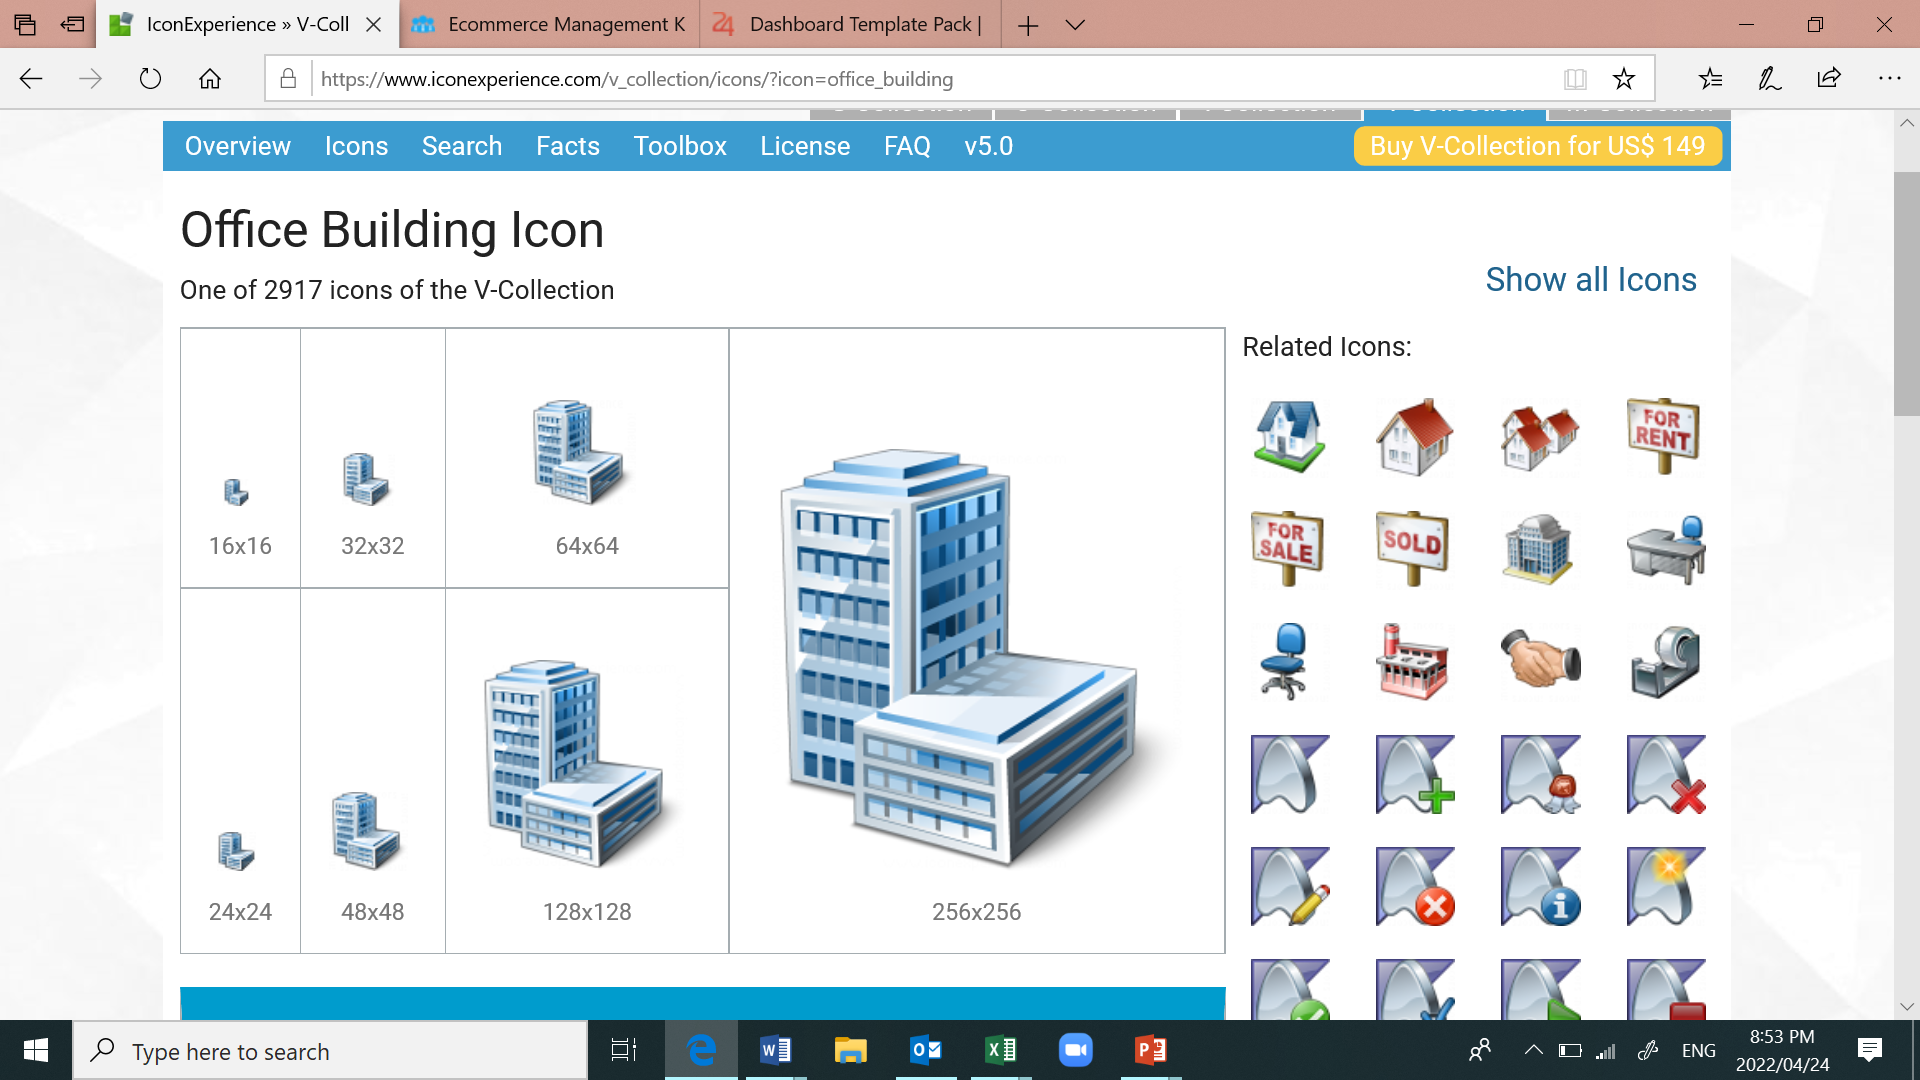 IconExperience » V-Coll
Ecommerce Management K
Dashboard Template Pack |
https://www.iconexperience.com/v_collection/icons/?icon=office_building
Overview Icons Search Facts Toolbox License FAQ v5.0
Buy V-Collection for US$ 149
Office Building Icon
One of 2917 icons of the V-Collection
Show all Icons
Related Icons:
FOR
RENT
FOR
SALE
SOLD
16x16 32x32 64x64
24x24 48x48 128x128 256x256
Type here to search
ENG
8:53 PM
2022/04/24